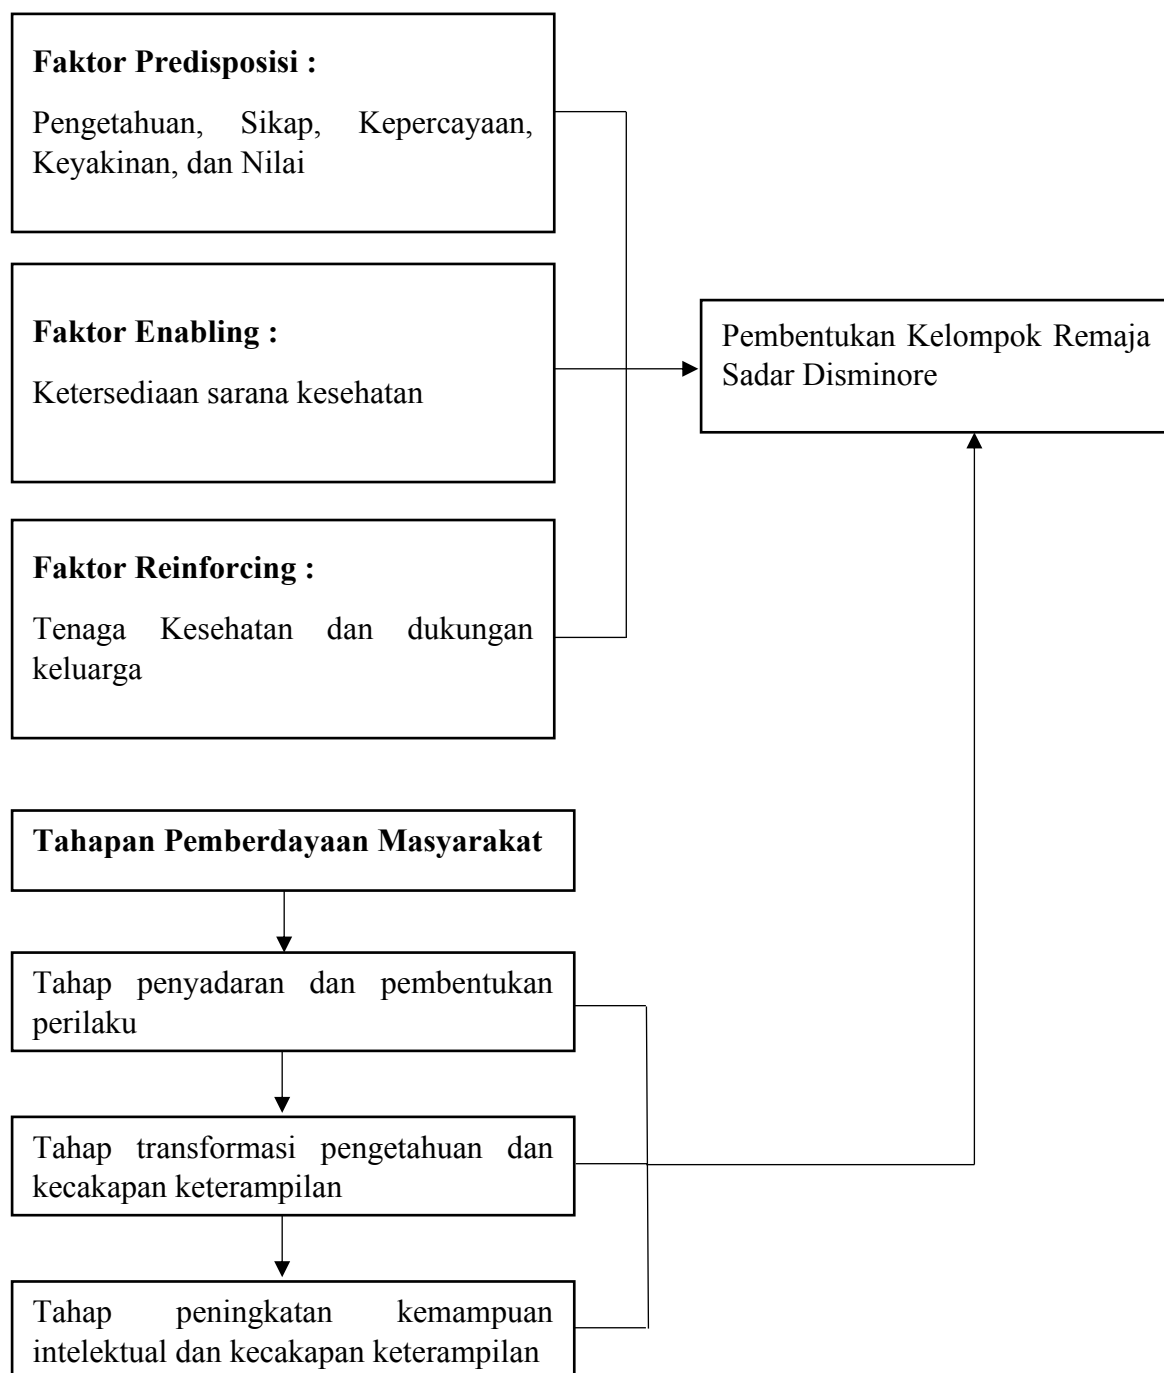 Faktor Predisposisi :
Pengetahuan, Sikap, Kepercayaan,
Keyakinan, dan Nilai
Faktor Enabling :
Ketersediaan sarana kesehatan
Faktor Reinforcing :
Tenaga Kesehatan dan dukungan
keluarga
Pembentukan Kelompok Remaja
Sadar Disminore
Tahapan Pemberdayaan Masyarakat
Tahap penyadaran dan pembentukan
perilaku
Tahap transformasi pengetahuan dan
kecakapan keterampilan
Tahap peningkatan kemampuan
intelektual dan kecakapan keterampilan